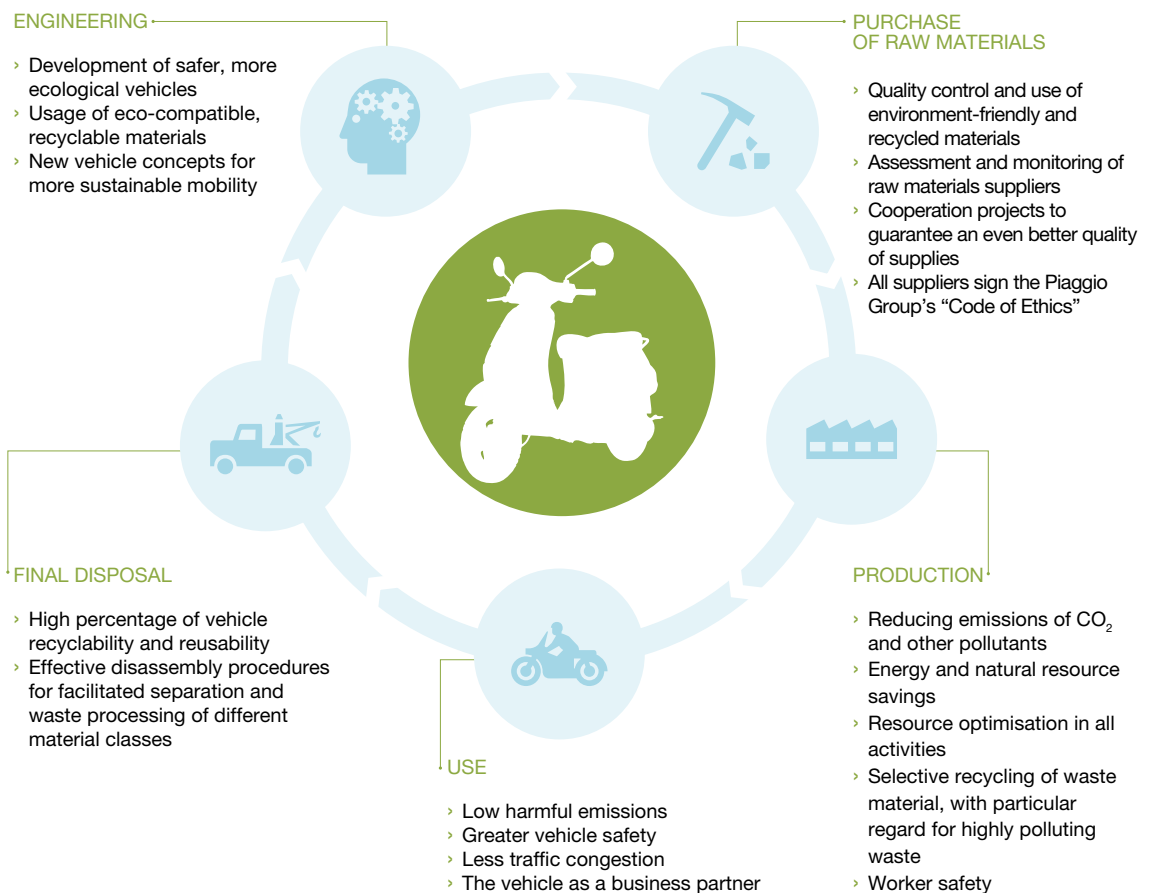 ENGINEERING
› Development of safer, more
ecological vehicles
› Usage of eco-compatible,
recyclable materials
› New vehicle concepts for
more sustainable mobility
PURCHASE
OF RAW MATERIALS
› Quality control and use of
environment-friendly and
recycled materials
› Assessment and monitoring of
raw materials suppliers
› Cooperation projects to
guarantee an even better quality
of supplies
› All suppliers sign the Piaggio
Group’s “Code of Ethics”
FINAL DISPOSAL
› High percentage of vehicle
recyclability and reusability
› Effective disassembly procedures
for facilitated separation and
waste processing of different
material classes
USE
› Low harmful emissions
› Greater vehicle safety
› Less traffic congestion
› The vehicle as a business partner
PRODUCTION
› Reducing emissions of CO₂
and other pollutants
› Energy and natural resource
savings
› Resource optimisation in all
activities
› Selective recycling of waste
material, with particular
regard for highly polluting
waste
› Worker safety